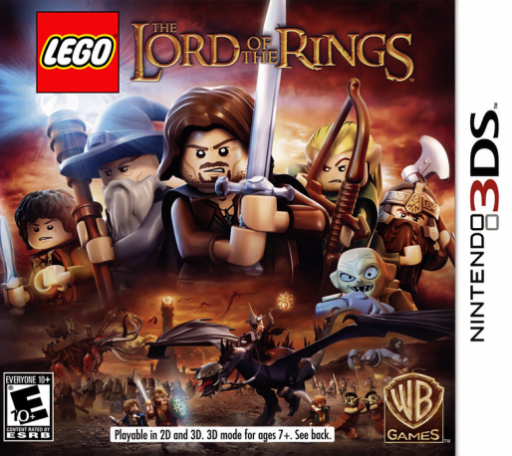 LEGO
THE
LORD OF THE RINGS
NINTENDO 3DS
EVERYONE 10+
E
10+
CONTENT RATED BY
ESRB
Playable in 2D and 3D. 3D mode for ages 7+. See back.
WB
GAMES